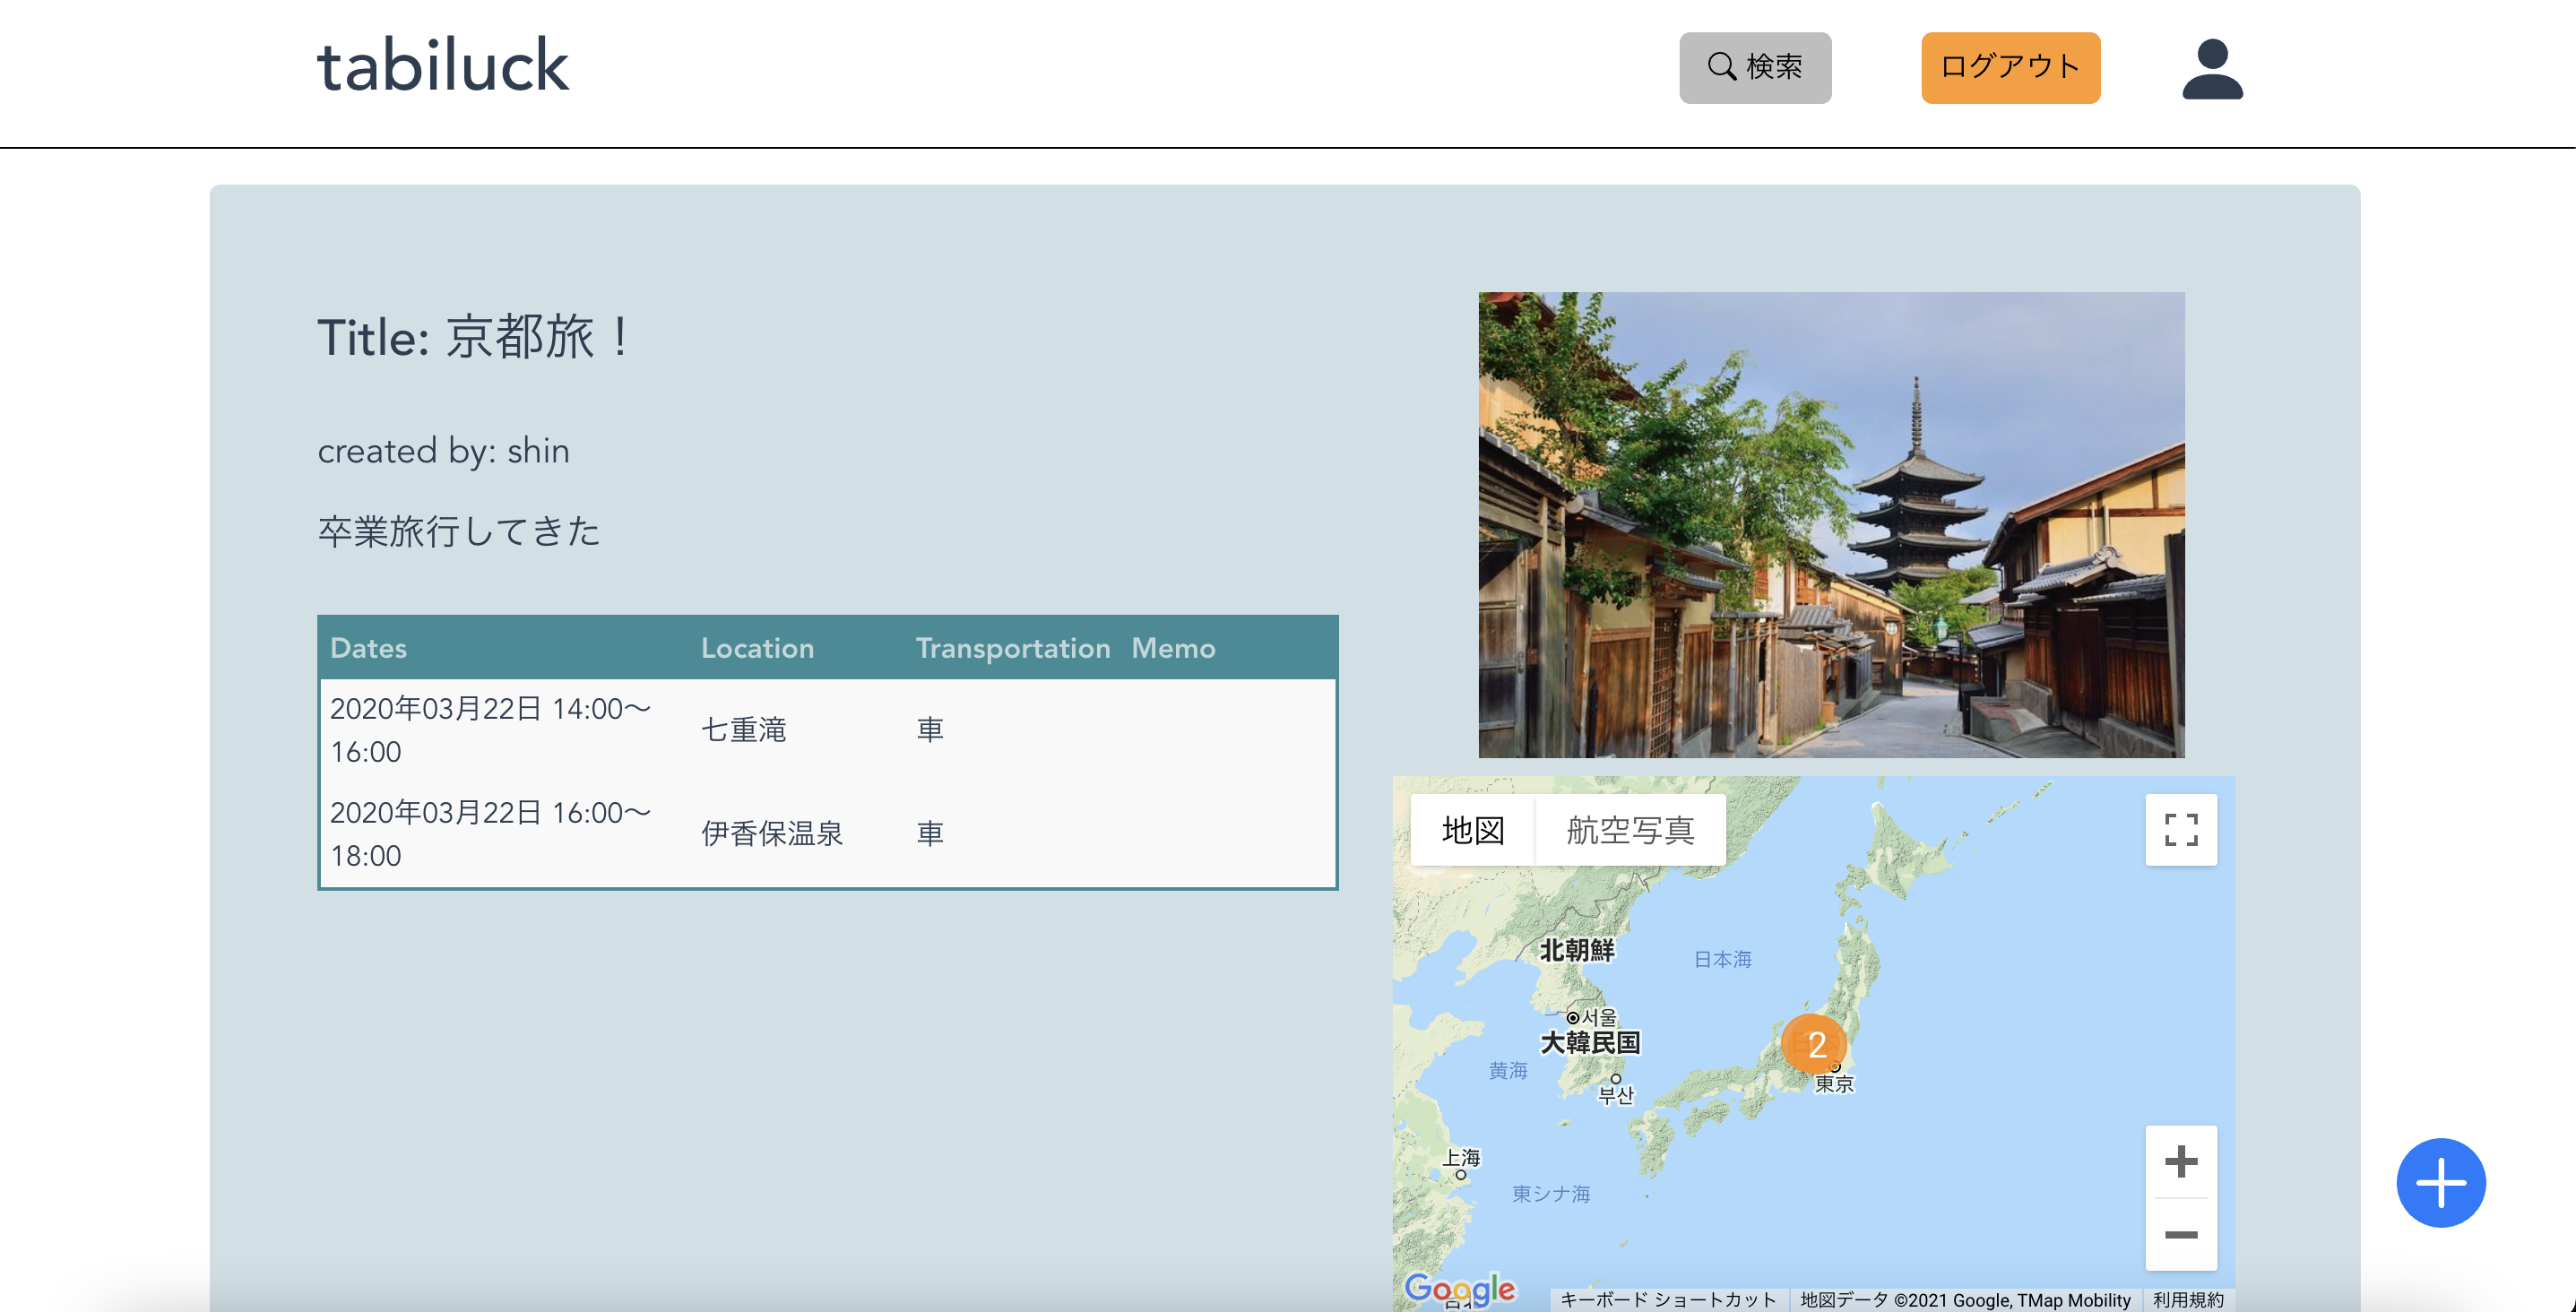 tabiluck
検索
ログアウト
Title: 京都旅！
created by: shin
卒業旅行してきた
Dates Location Transportation Memo
2020年03月22日 14:00〜
16:00
七重滝
車
2020年03月22日 16:00〜
18:00
伊香保温泉
車
地図
航空写真
北朝鮮
日本海
서울
大韓民国
黄海
부산
2
東京
上海
東シナ海
Google
キーボード ショートカット
地図データ ©2021 Google, TMap Mobility
利用規約